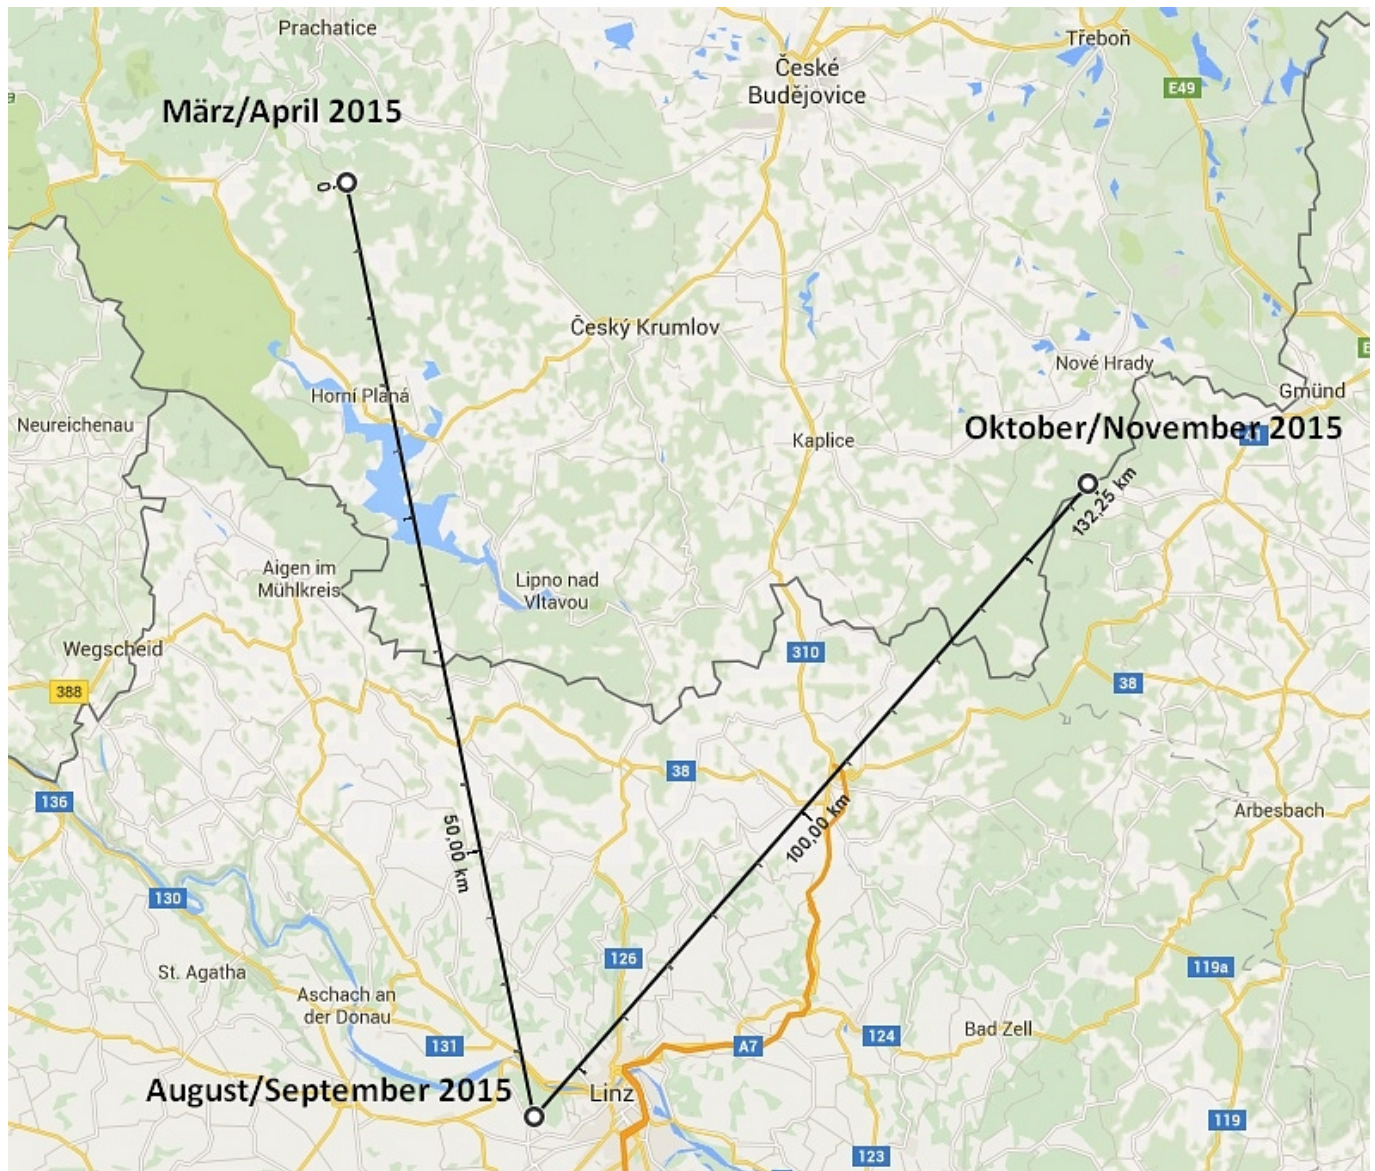 Prachatice
České
Budějovice
Třeboň
E49
März/April 2015
0
Český Krumlov
Nové Hrady
Gmünd
Horní Planá
Neureichenau
Kaplice
Oktober/November 2015
41
132,25 km
Aigen im
Mühlkreis
Lipno nad
Vltavou
Wegscheid
310
388
38
38
136
Arbesbach
50,00 km
100,00 km
130
126
119a
St. Agatha
Aschach an
der Donau
131
A7
124
Bad Zell
August/September 2015
Linz
119
123